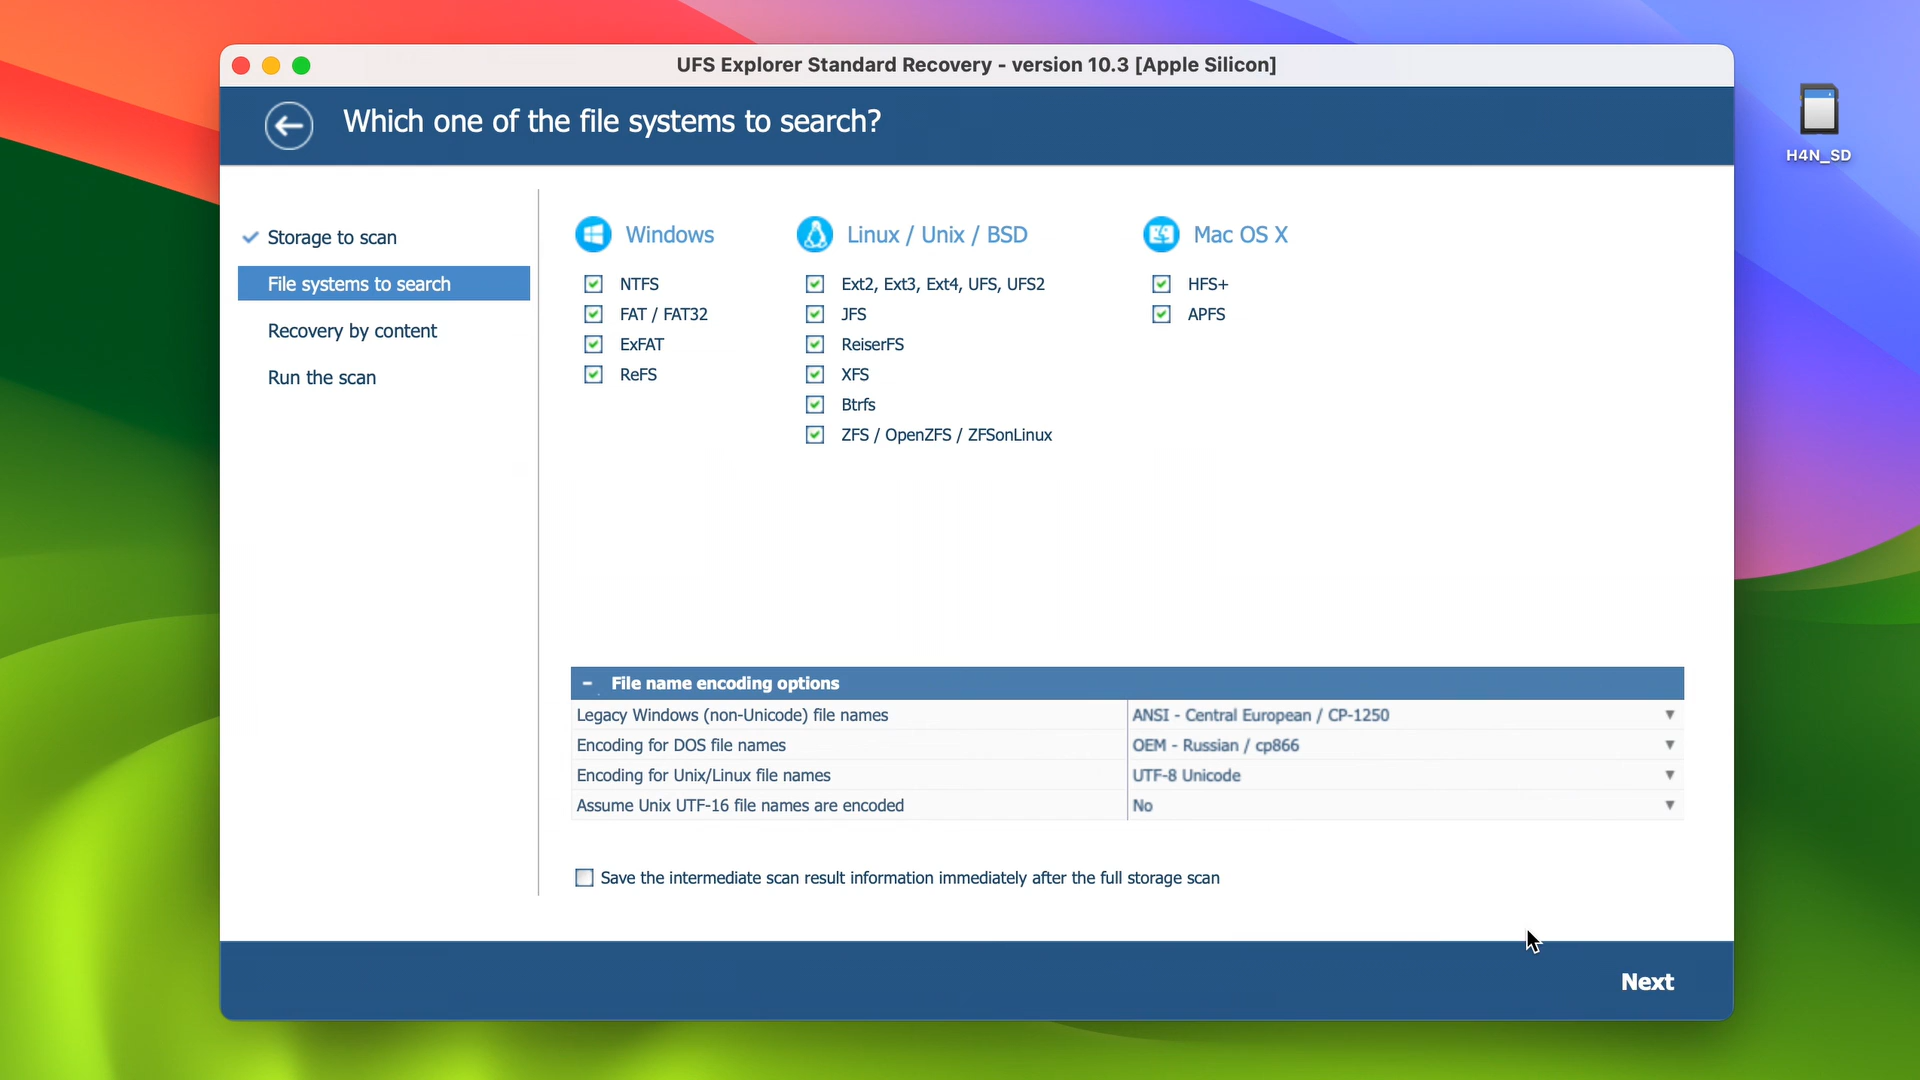 UFS Explorer Standard Recovery - version 10.3 [Apple Silicon]
Which one of the file systems to search?
H4N_SD
Storage to scan
File systems to search
Recovery by content
Run the scan
Windows
NTFS
FAT / FAT32
ExFAT
ReFS
Linux / Unix / BSD
Ext2, Ext3, Ext4, UFS, UFS2
JFS
ReiserFS
XFS
Btrfs
ZFS / OpenZFS / ZFSonLinux
Mac OS X
HFS+
APFS
File name encoding options
Legacy Windows (non-Unicode) file names ANSI - Central European / CP-1250
Encoding for DOS file names OEM - Russian / cp866
Encoding for Unix/Linux file names UTF-8 Unicode
Assume Unix UTF-16 file names are encoded No
Save the intermediate scan result information immediately after the full storage scan
Next